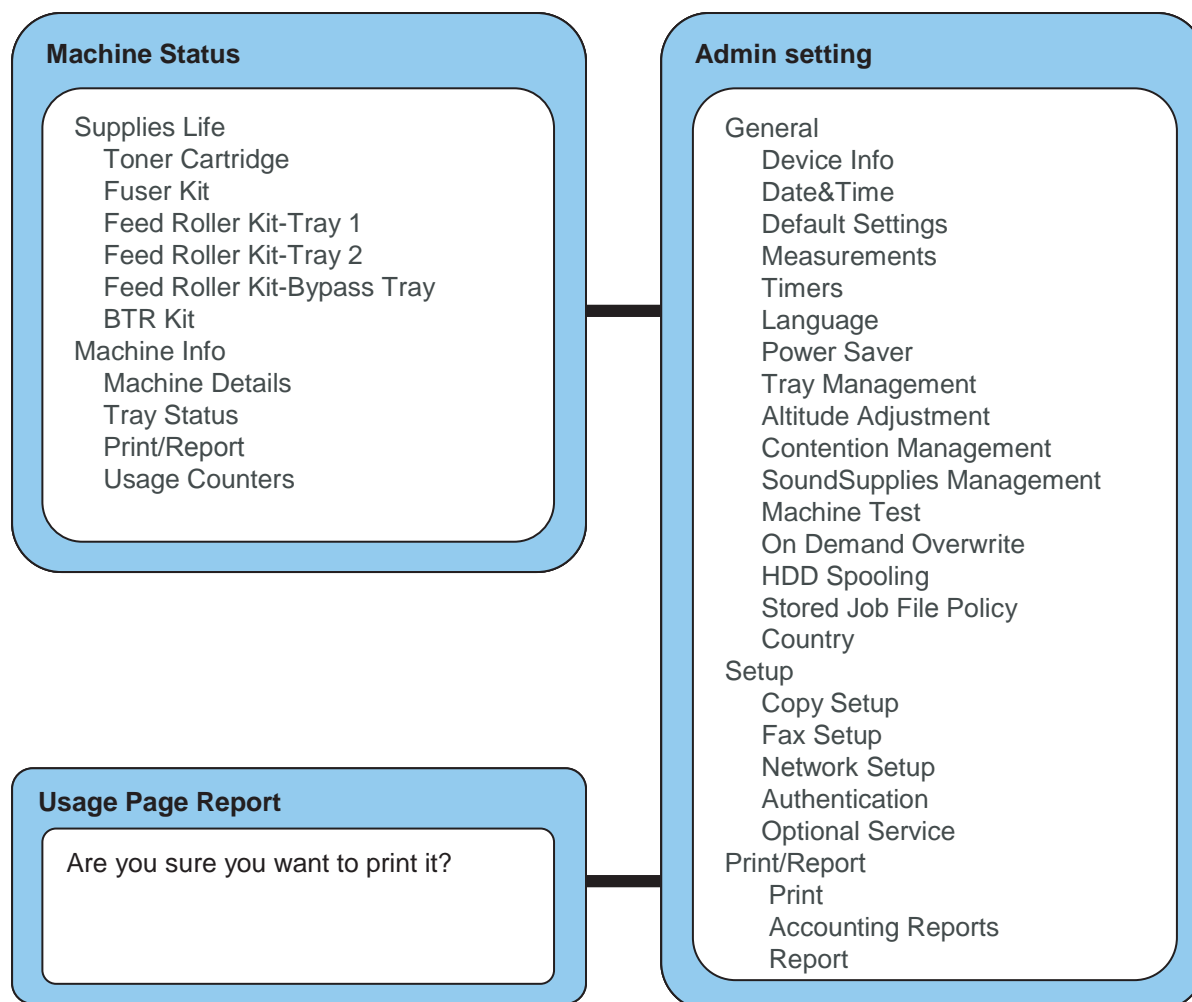 Machine Status
Supplies Life
Toner Cartridge
Fuser Kit
Feed Roller Kit-Tray 1
Feed Roller Kit-Tray 2
Feed Roller Kit-Bypass Tray
BTR Kit
Machine Info
Machine Details
Tray Status
Print/Report
Usage Counters
Usage Page Report
Are you sure you want to print it?
Admin setting
General
Device Info
Date&Time
Default Settings
Measurements
Timers
Language
Power Saver
Tray Management
Altitude Adjustment
Contention Management
SoundSupplies Management
Machine Test
On Demand Overwrite
HDD Spooling
Stored Job File Policy
Country
Setup
Copy Setup
Fax Setup
Network Setup
Authentication
Optional Service
Print/Report
Print
Accounting Reports
Report